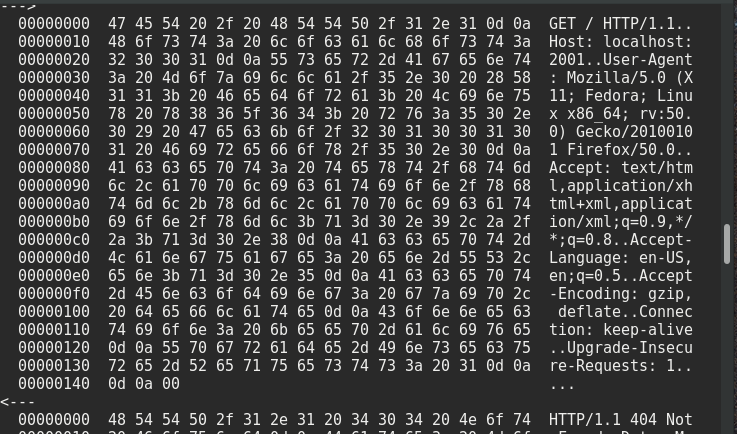 --->
00000000 47 45 54 20 2f 20 48 54 54 50 2f 31 2e 31 0d 0a GET / HTTP/1.1..
00000010 48 6f 73 74 3a 20 6c 6f 63 61 6c 68 6f 73 74 3a Host: localhost:
00000020 32 30 30 31 0d 0a 55 73 65 72 2d 41 67 65 6e 74 2001..User-Agent
00000030 3a 20 4d 6f 7a 69 6c 6c 61 2f 35 2e 30 20 28 58 : Mozilla/5.0 (X
00000040 31 31 3b 20 46 65 64 6f 72 61 3b 20 4c 69 6e 75 11; Fedora; Linu
00000050 78 20 78 38 36 5f 36 34 3b 20 72 76 3a 35 30 2e x x86_64; rv:50.
00000060 30 29 20 47 65 63 6b 6f 2f 32 30 31 30 30 31 30 0) Gecko/2010010
00000070 31 20 46 69 72 65 66 6f 78 2f 35 30 2e 30 0d 0a 1 Firefox/50.0..
00000080 41 63 63 65 70 74 3a 20 74 65 78 74 2f 68 74 6d Accept: text/htm
00000090 6c 2c 61 70 70 6c 69 63 61 74 69 6f 6e 2f 78 68 l,application/xh
000000a0 74 6d 6c 2b 78 6d 6c 2c 61 70 70 6c 69 63 61 74 tml+xml,applicat
000000b0 69 6f 6e 2f 78 6d 6c 3b 71 3d 30 2e 39 2c 2a 2f ion/xml;q=0.9,*/
000000c0 2a 3b 71 3d 30 2e 38 0d 0a 41 63 63 65 70 74 2d *;q=0.8..Accept-
000000d0 4c 61 6e 67 75 61 67 65 3a 20 65 6e 2d 55 53 2c Language: en-US,
000000e0 65 6e 3b 71 3d 30 2e 35 0d 0a 41 63 63 65 70 74 en;q=0.5..Accept
000000f0 2d 45 6e 63 6f 64 69 6e 67 3a 20 67 7a 69 70 2c -Encoding: gzip,
00000100 20 64 65 66 6c 61 74 65 0d 0a 43 6f 6e 6e 65 63  deflate..Connec
00000110 74 69 6f 6e 3a 20 6b 65 65 70 2d 61 6c 69 76 65 tion: keep-alive
00000120 0d 0a 55 70 67 72 61 64 65 2d 49 6e 73 65 63 75 ..Upgrade-Insecu
00000130 72 65 2d 52 65 71 75 65 73 74 73 3a 20 31 0d 0a re-Requests: 1..
00000140 0d 0a 00 ...
<---
00000000 48 54 54 50 2f 31 2e 31 20 34 30 34 20 4e 6f 74 HTTP/1.1 404 Not